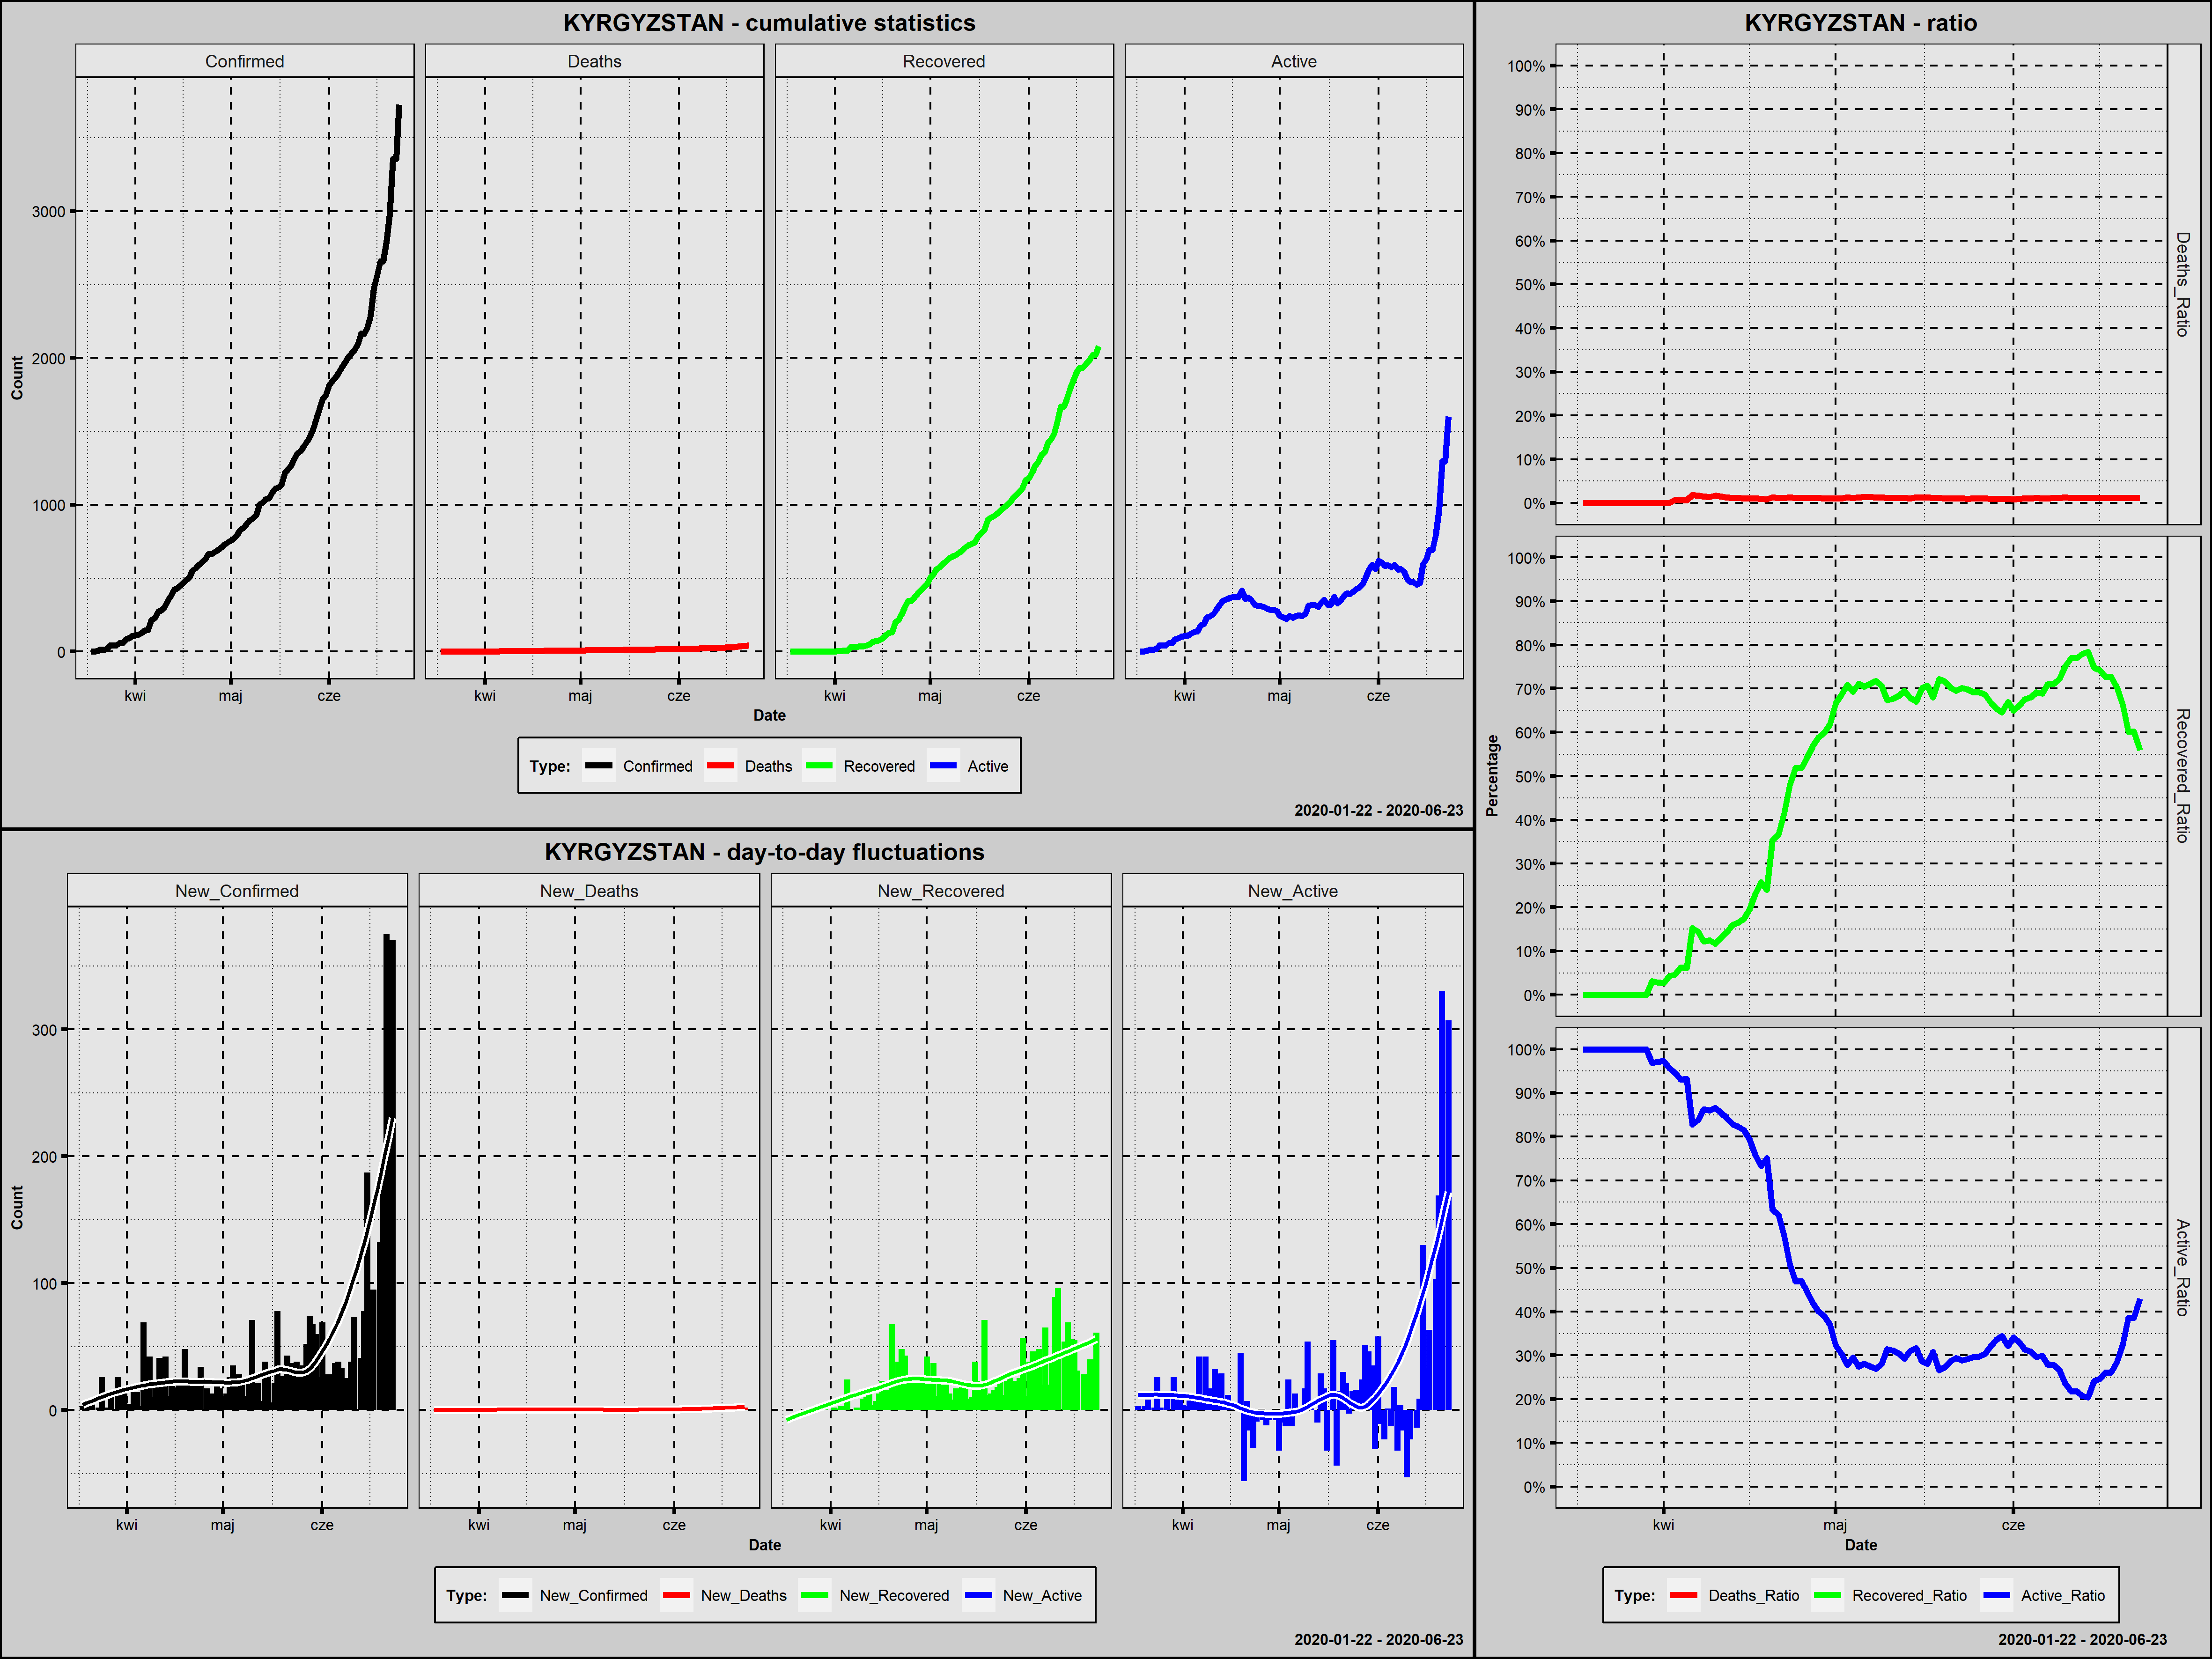 KYRGYZSTAN - cumulative statistics
Confirmed Deaths Recovered Active
Count
3000
2000
1000
0
kwi maj cze kwi maj cze kwi maj cze kwi maj cze
Date
Type: Confirmed Deaths Recovered Active
2020-01-22 - 2020-06-23
KYRGYZSTAN - day-to-day fluctuations
New_Confirmed New_Deaths New_Recovered New_Active
Count
300
200
100
0
kwi maj cze kwi maj cze kwi maj cze kwi maj cze
Date
Type: New_Confirmed New_Deaths New_Recovered New_Active
2020-01-22 - 2020-06-23
KYRGYZSTAN - ratio
Percentage
100%
90%
80%
70%
60%
50%
40%
30%
20%
10%
0%
Deaths_Ratio
100%
90%
80%
70%
60%
50%
40%
30%
20%
10%
0%
Recovered_Ratio
100%
90%
80%
70%
60%
50%
40%
30%
20%
10%
0%
Active_Ratio
kwi maj cze
Date
Type: Deaths_Ratio Recovered_Ratio Active_Ratio
2020-01-22 - 2020-06-23